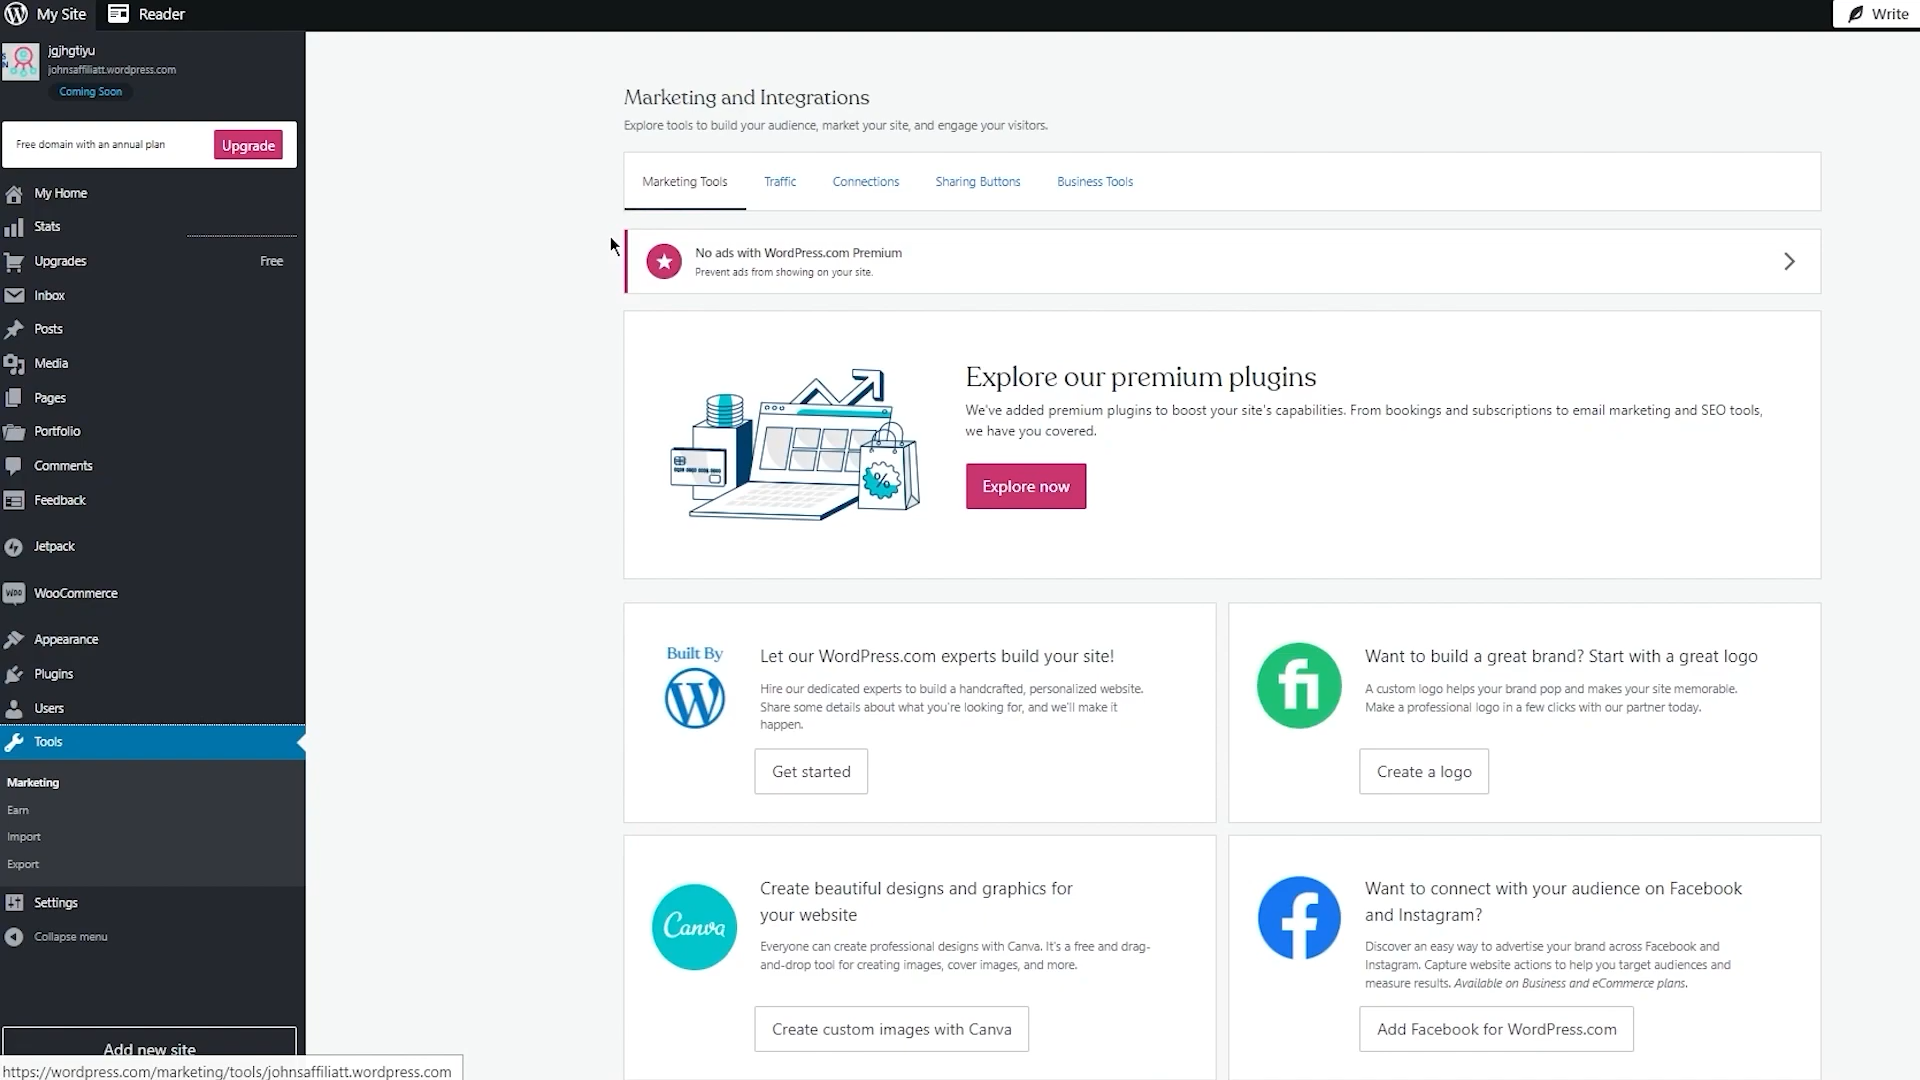 My Site
Reader
Write
jgjhgtiyu
johnsaffiliatt.wordpress.com
Coming Soon
Free domain with an annual plan
Upgrade
My Home
Stats
Upgrades
Free
Inbox
Posts
Media
Pages
Portfolio
Comments
Feedback
Jetpack
WooCommerce
Appearance
Plugins
Users
Tools
Marketing
Earn
Import
Export
Settings
Collapse menu
Add new site
https://wordpress.com/marketing/tools/johnsaffiliatt.wordpress.com
Marketing and Integrations
Explore tools to build your audience, market your site, and engage your visitors.
Marketing Tools
Traffic
Connections
Sharing Buttons
Business Tools
No ads with WordPress.com Premium
Prevent ads from showing on your site.
Explore our premium plugins
We've added premium plugins to boost your site's capabilities. From bookings and subscriptions to email marketing and SEO tools,
we have you covered.
Explore now
Built By
Let our WordPress.com experts build your site!
Hire our dedicated experts to build a handcrafted, personalized website.
Share some details about what you're looking for, and we'll make it
happen.
Get started
fi
Want to build a great brand? Start with a great logo
A custom logo helps your brand pop and makes your site memorable.
Make a professional logo in a few clicks with our partner today.
Create a logo
Canva
Create beautiful designs and graphics for
your website
Everyone can create professional designs with Canva. It's a free and drag-
and-drop tool for creating images, cover images, and more.
Create custom images with Canva
Want to connect with your audience on Facebook
and Instagram?
Discover an easy way to advertise your brand across Facebook and
Instagram. Capture website actions to help you target audiences and
measure results. Available on Business and eCommerce plans.
Add Facebook for WordPress.com